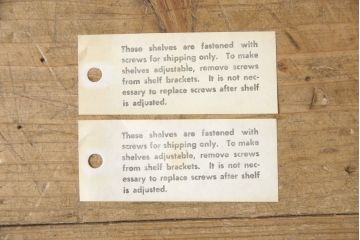 These shelves are fastened with
screws for shipping only. To make
shelves adjustable, remove screws
from shelf brackets. It is not nec-
essary to replace screws after shelf
is adjusted.
These shelves are fastened with
screws for shipping only. To make
shelves adjustable, remove screws
from shelf brackets. It is not nec-
essary to replace screws after shelf
is adjusted.